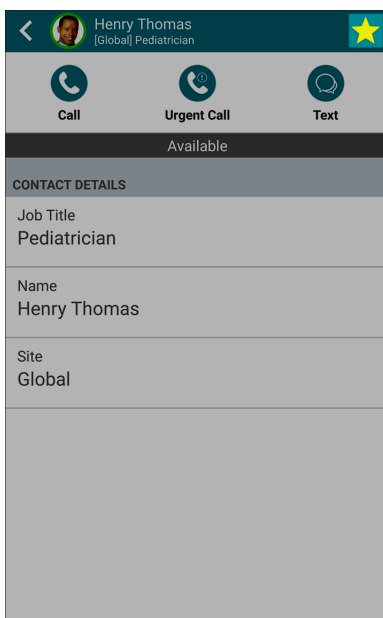 Henry Thomas
[Global] Pediatrician
Call Urgent Call Text
Available
CONTACT DETAILS
Job Title
Pediatrician
Name
Henry Thomas
Site
Global